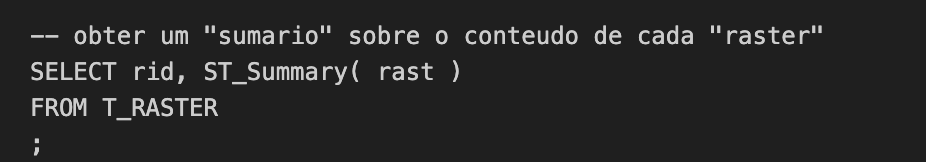 -- obter um "sumario" sobre o conteudo de cada "raster"
SELECT rid, ST_Summary( rast )
FROM T_RASTER
;